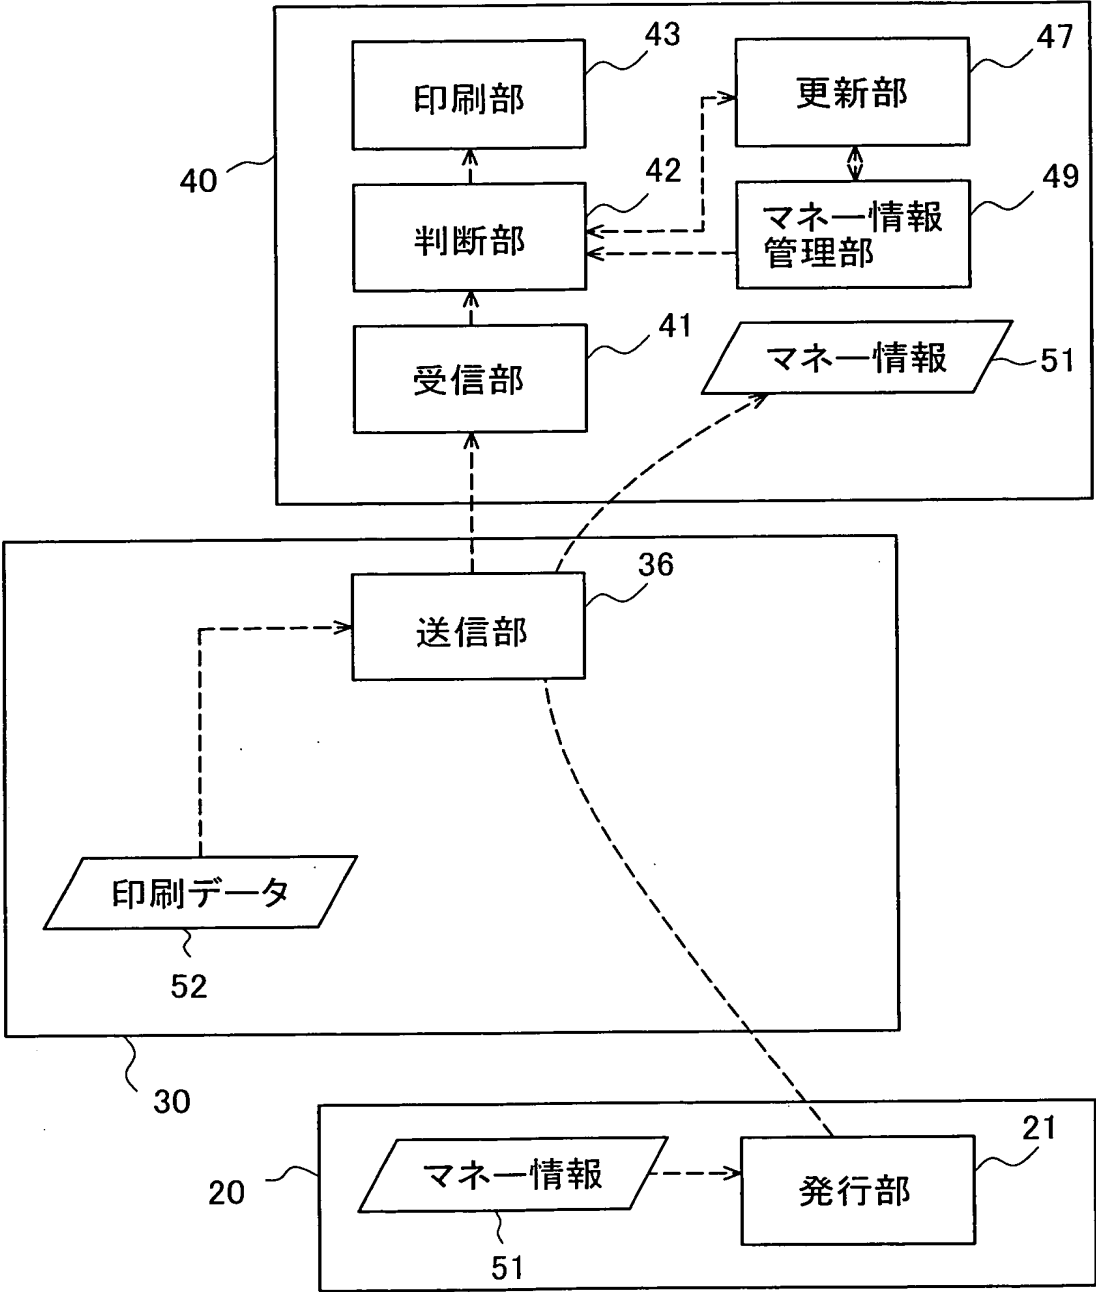 43
印刷部
47
更新部
40
42
判断部
49
マネー情報
管理部
41
受信部
マネー情報
51
36
送信部
印刷データ
52
30
20
マネー情報
51
21
発行部